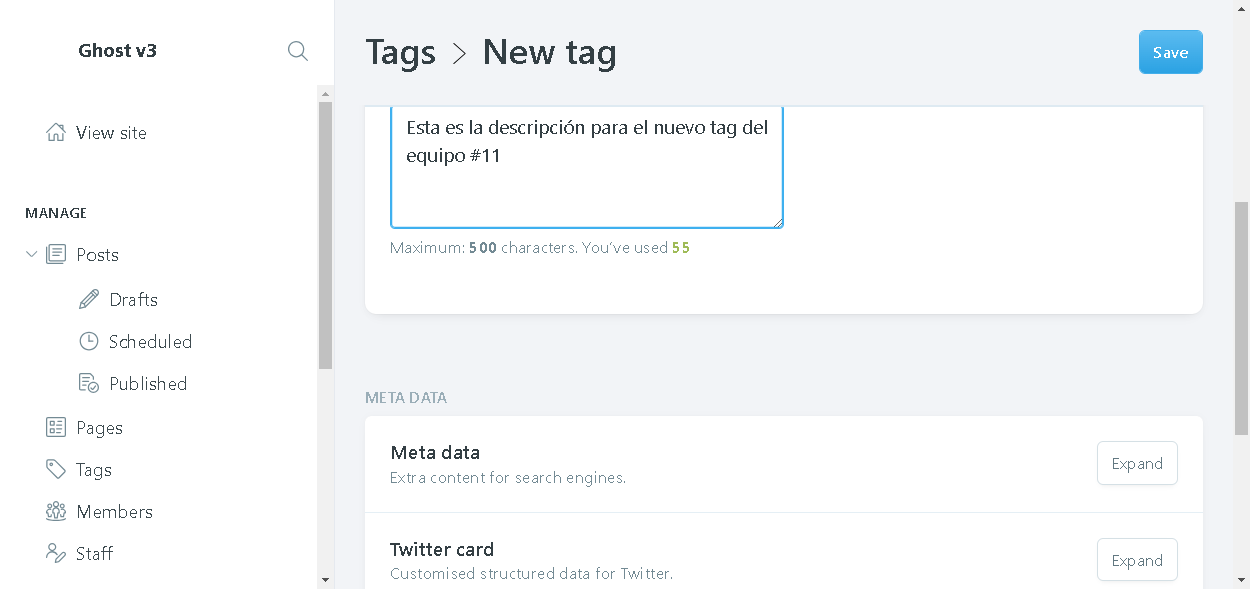 Ghost v3
View site
MANAGE
Posts
Drafts
Scheduled
Published
Pages
Tags
Members
Staff
Tags > New tag
Save
Esta es la descripción para el nuevo tag del
equipo #11
Maximum: 500 characters. You’ve used 55
META DATA
Meta data
Extra content for search engines.
Expand
Twitter card
Customised structured data for Twitter.
Expand